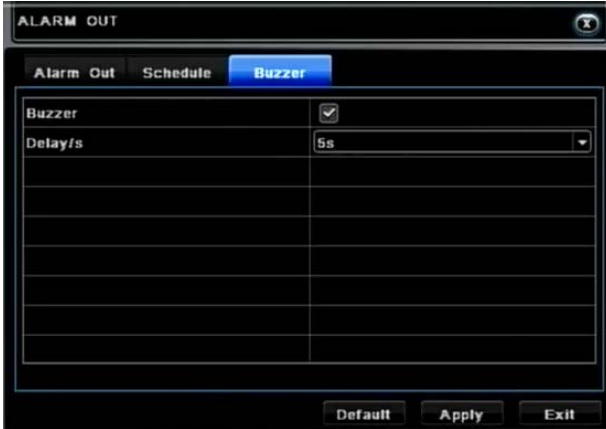 ALARM OUT
X
Alarm Out Schedule Buzzer
Buzzer
Delay/s 5s
Default Apply Exit